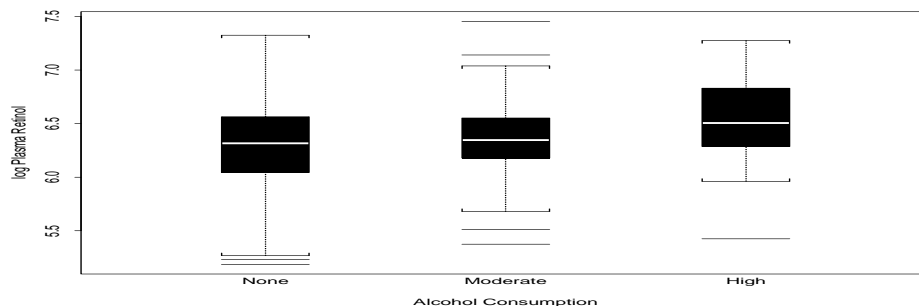 7.5
7.0
6.5
6.0
5.5
log Plasma Retinol
None Moderate High
Alcohol Consumption